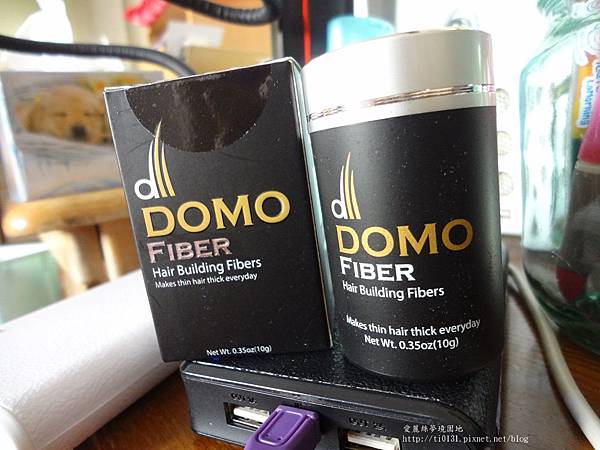 DOMO
FIBER
Hair Building Fibers
Makes thin hair thick everyday
Net Wt. 0.35oz(10g)
DOMO
FIBER
Hair Building Fibers
Makes thin hair thick everyday
Net Wt. 0.35oz(10g)
愛麗絲夢境園地
http://ti0131.pixnet.net/blog